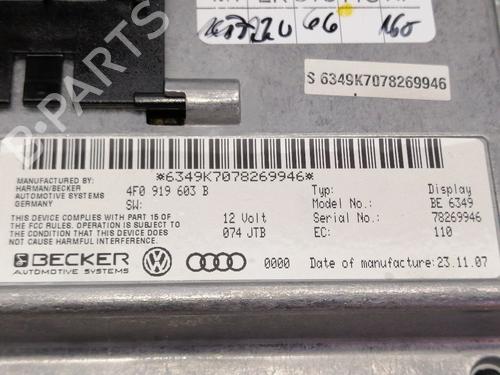 160
S 6349K7078269946
*6349K7078269946*
MANUFACTURED BY:
HARMAN/BECKER
AUTOMOTIVE SYSTEMS
GERMANY
4F0 919 603 B
SW:
Typ: Display
Model No.: BE 6349
THIS DEVICE COMPLIES WITH PART 15 OF
THE FCC RULES. OPERATION IS SUBJECT TO
THE CONDITION THAT THIS DEVICE DOES
NOT CAUSE HARMFUL INTERFERENCE.
12 Volt
074 JTB
Serial No.: 78269946
EC: 110
BECKER
AUTOMOTIVE SYSTEMS
0000
Date of manufacture: 23.11.07
B-PARTS